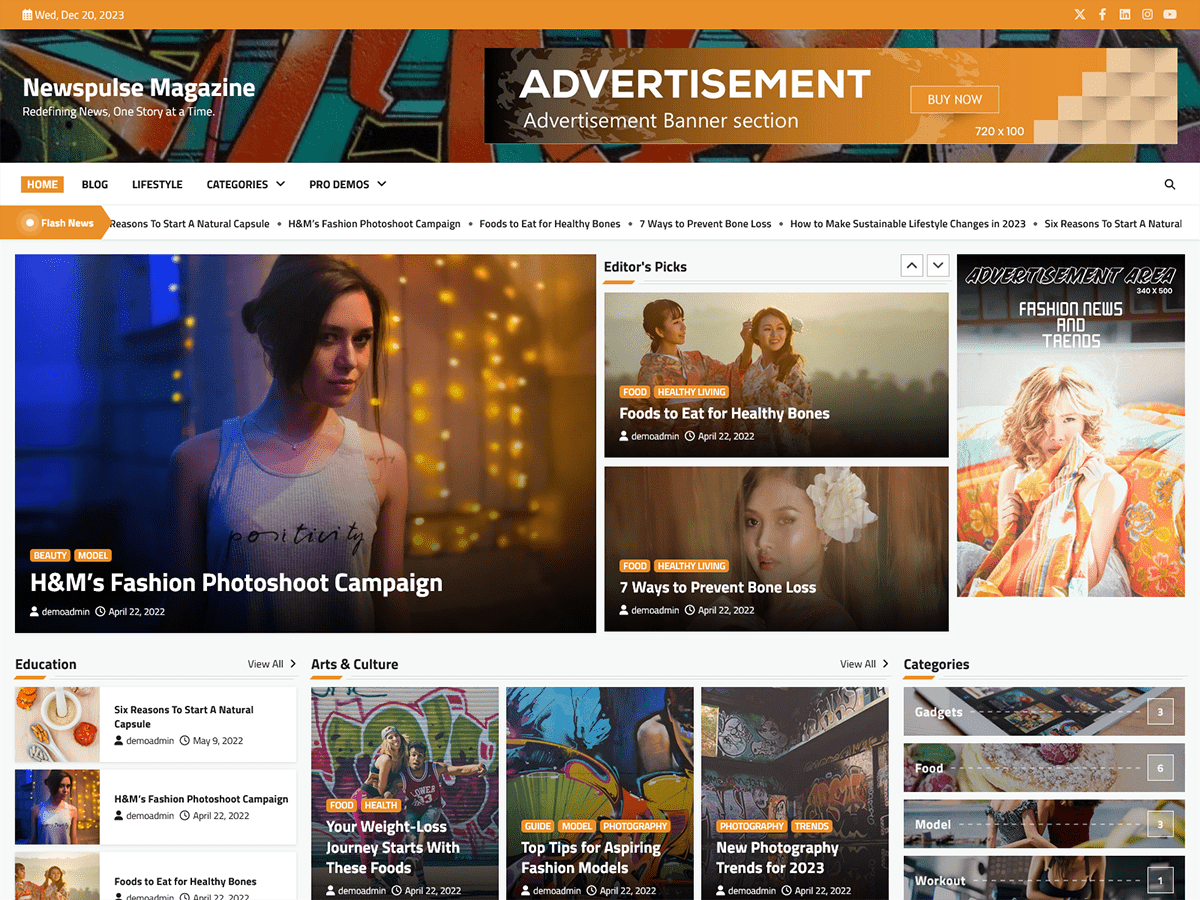 Wed, Dec 20, 2023
Newspulse Magazine
Redefining News, One Story at a Time.
ADVERTISEMENT
Advertisement Banner section
BUY NOW
720 x 100
HOME
BLOG
LIFESTYLE
CATEGORIES
PRO DEMOS
Flash News
Reasons To Start A Natural Capsule • H&M’s Fashion Photoshoot Campaign • Foods to Eat for Healthy Bones • 7 Ways to Prevent Bone Loss • How to Make Sustainable Lifestyle Changes in 2023 • Six Reasons To Start A Natural
positivity
BEAUTY MODEL
H&M’s Fashion Photoshoot Campaign
demoadmin April 22, 2022
Editor's Picks
FOOD HEALTHY LIVING
Foods to Eat for Healthy Bones
demoadmin April 22, 2022
FOOD HEALTHY LIVING
7 Ways to Prevent Bone Loss
demoadmin April 22, 2022
ADVERTISEMENT AREA
340 X 500
FASHION NEWS
AND
TRENDS
Education
View All
Six Reasons To Start A Natural
Capsule
demoadmin May 9, 2022
H&M’s Fashion Photoshoot Campaign
demoadmin April 22, 2022
Foods to Eat for Healthy Bones
demoadmin April 22, 2022
Arts & Culture
View All
FOOD HEALTH
Your Weight-Loss
Journey Starts With
These Foods
demoadmin April 22, 2022
GUIDE MODEL PHOTOGRAPHY
Top Tips for Aspiring
Fashion Models
demoadmin April 22, 2022
PHOTOGRAPHY TRENDS
New Photography
Trends for 2023
demoadmin April 22, 2022
Categories
Gadgets 3
Food 6
Model 3
Workout 1